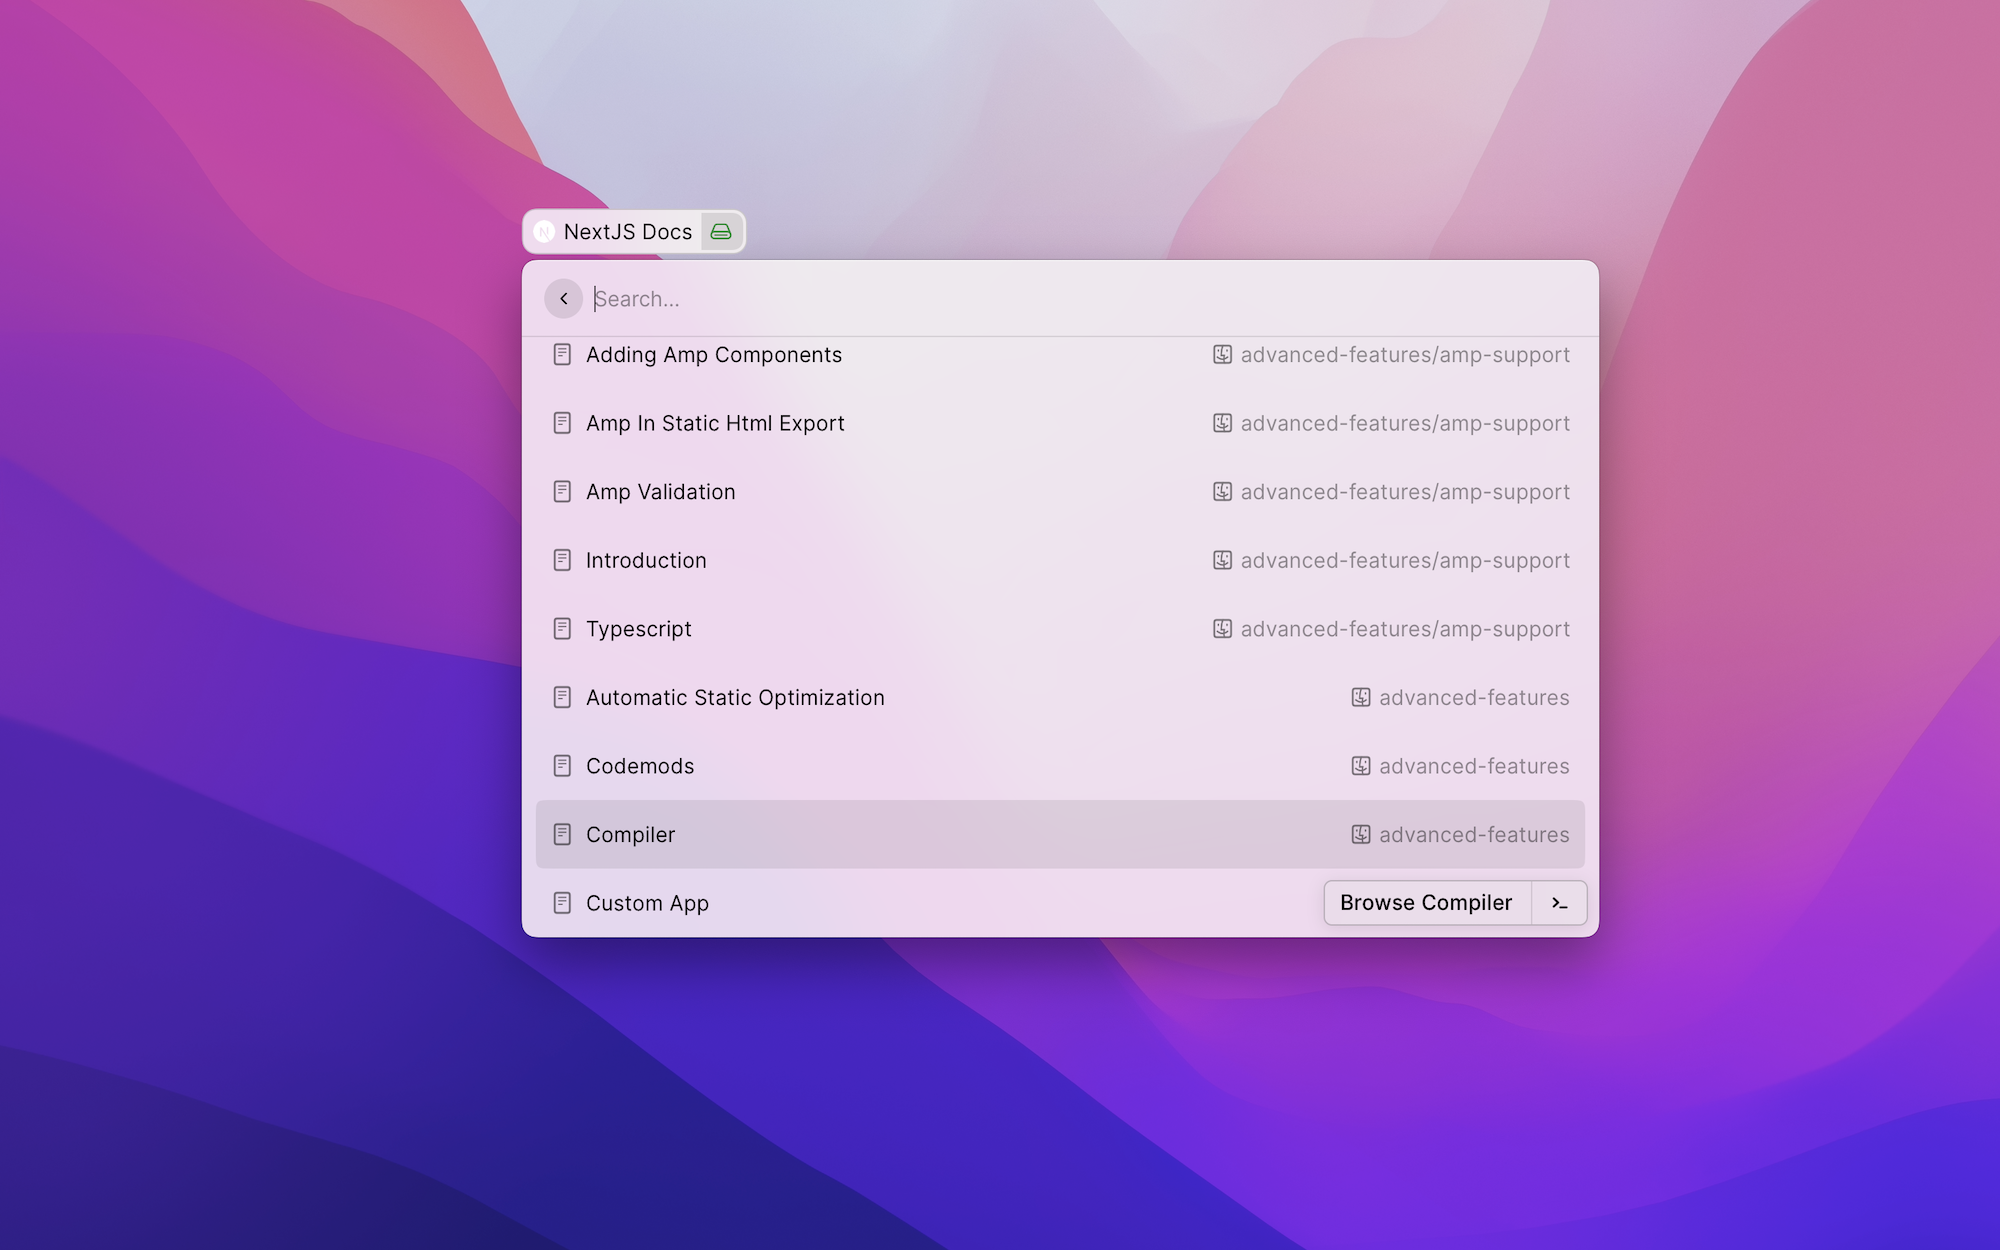 NextJS Docs
Search...
Adding Amp Components advanced-features/amp-support
Amp In Static Html Export advanced-features/amp-support
Amp Validation advanced-features/amp-support
Introduction advanced-features/amp-support
Typescript advanced-features/amp-support
Automatic Static Optimization advanced-features
Codemods advanced-features
Compiler advanced-features
Custom App Browse Compiler